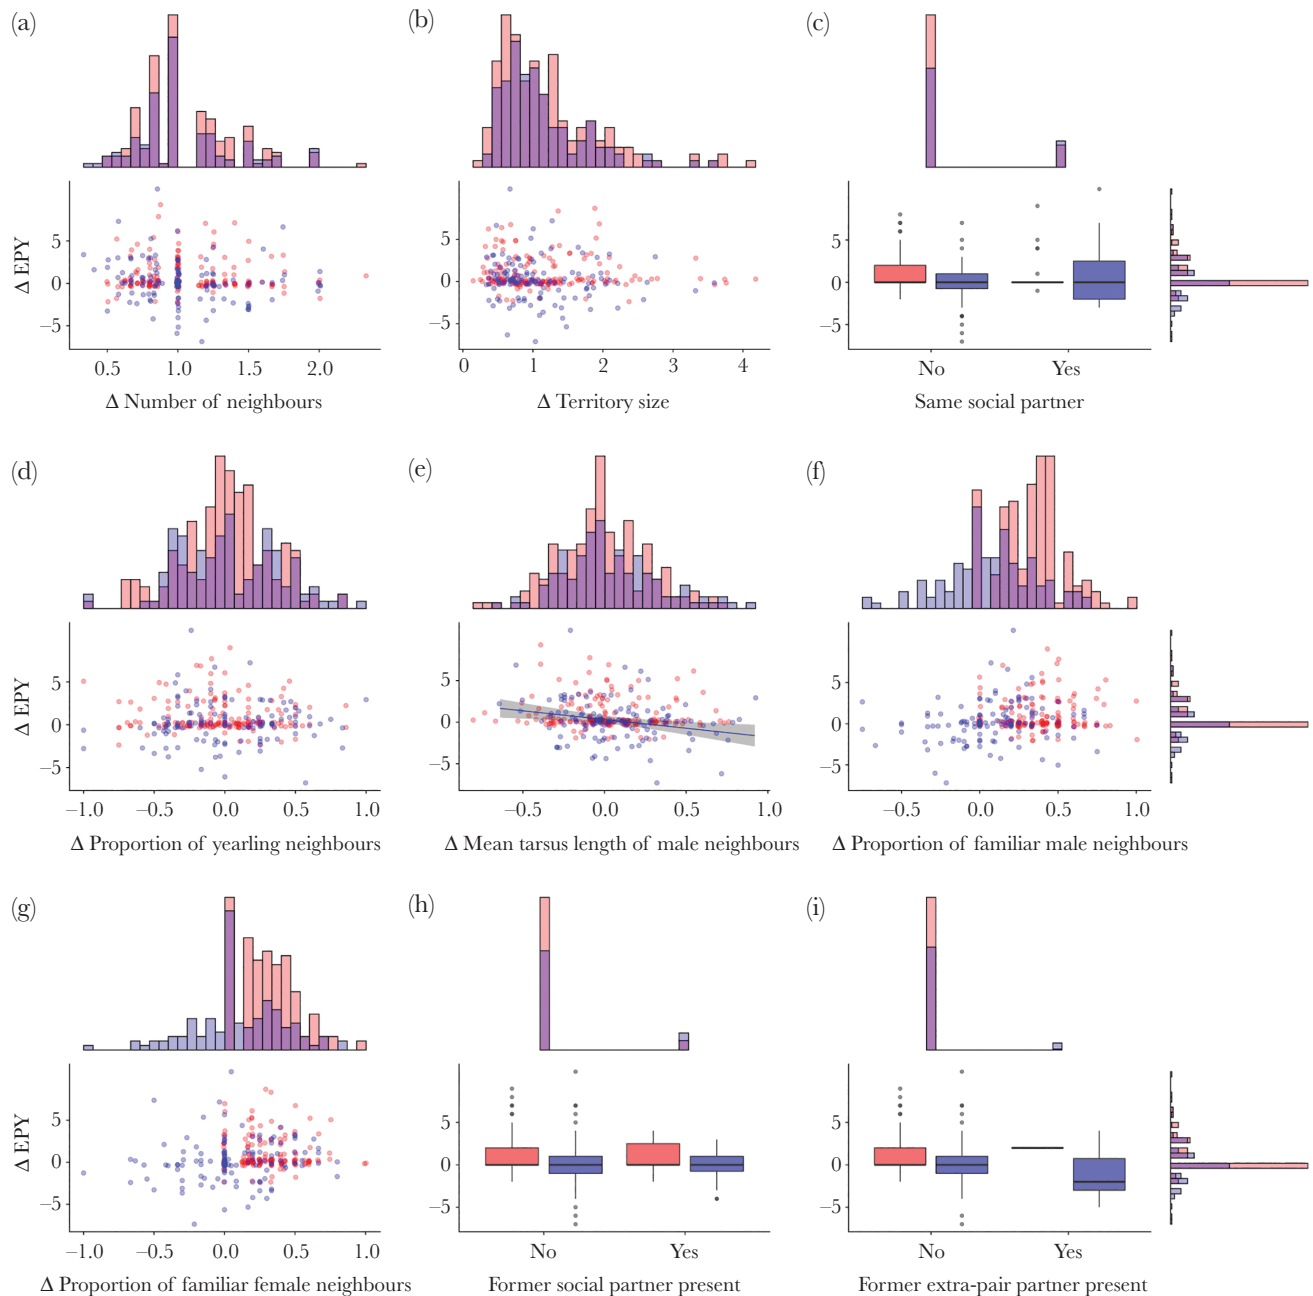 (a)
(b)
(c)
Δ EPY
5
0
−5
0.5 1.0 1.5 2.0
Δ Number of neighbours
5
0
−5
0 1 2 3 4
Δ Territory size
5
0
−5
No Yes
Same social partner
(d)
(e)
(f)
Δ EPY
5
0
−5
−1.0 −0.5 0.0 0.5 1.0
Δ Proportion of yearling neighbours
5
0
−5
−0.5 0.0 0.5 1.0
Δ Mean tarsus length of male neighbours
5
0
−5
−0.5 0.0 0.5 1.0
Δ Proportion of familiar male neighbours
(g)
(h)
(i)
Δ EPY
5
0
−5
−1.0 −0.5 0.0 0.5 1.0
Δ Proportion of familiar female neighbours
5
0
−5
No Yes
Former social partner present
5
0
−5
No Yes
Former extra-pair partner present